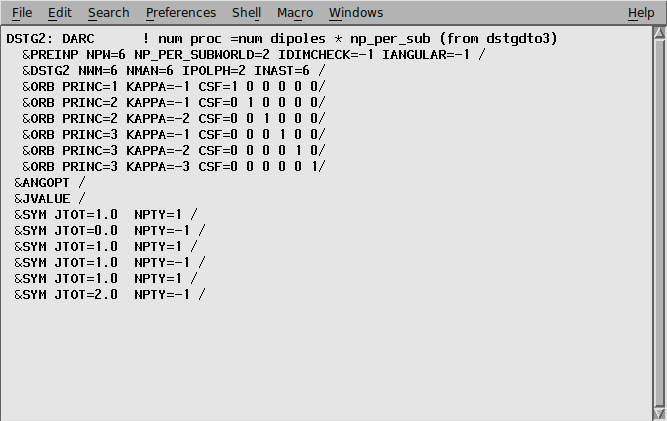 File Edit Search Preferences Shell Macro Windows Help
DSTG2: DARC      ! num proc =num dipoles * np_per_sub (from dstgdto3)
  &PREINP NPW=6 NP_PER_SUBWORLD=2 IDIMCHECK=-1 IANGULAR=-1 /
  &DSTG2 NWM=6 NMAN=6 IPOLPH=2 INAST=6 /
  &ORB PRINC=1 KAPPA=-1 CSF=1 0 0 0 0 0/
  &ORB PRINC=2 KAPPA=-1 CSF=0 1 0 0 0 0/
  &ORB PRINC=2 KAPPA=-2 CSF=0 0 1 0 0 0/
  &ORB PRINC=3 KAPPA=-1 CSF=0 0 0 1 0 0/
  &ORB PRINC=3 KAPPA=-2 CSF=0 0 0 0 1 0/
  &ORB PRINC=3 KAPPA=-3 CSF=0 0 0 0 0 1/
 &ANGOPT /
 &JVALUE /
 &SYM JTOT=1.0  NPTY=1 /
 &SYM JTOT=0.0  NPTY=-1 /
 &SYM JTOT=1.0  NPTY=1 /
 &SYM JTOT=1.0  NPTY=-1 /
 &SYM JTOT=1.0  NPTY=1 /
 &SYM JTOT=2.0  NPTY=-1 /